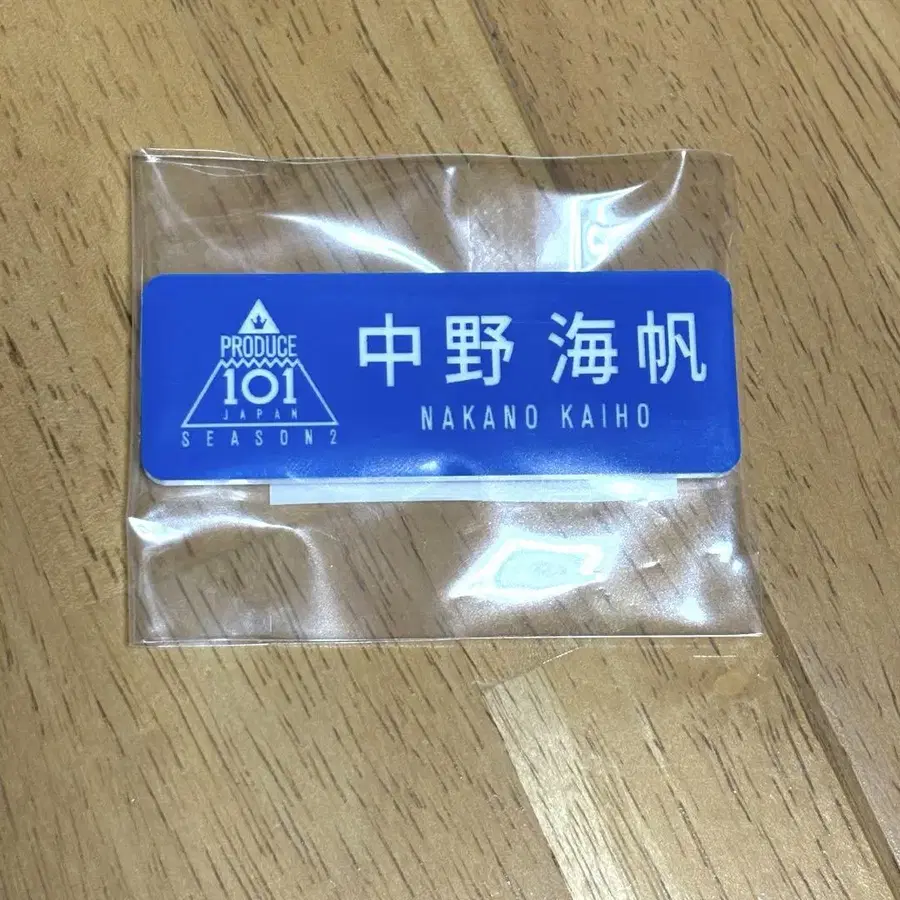 PRODUCE
101
JAPAN
SEASON2
中野 海帆
NAKANO KAIHO